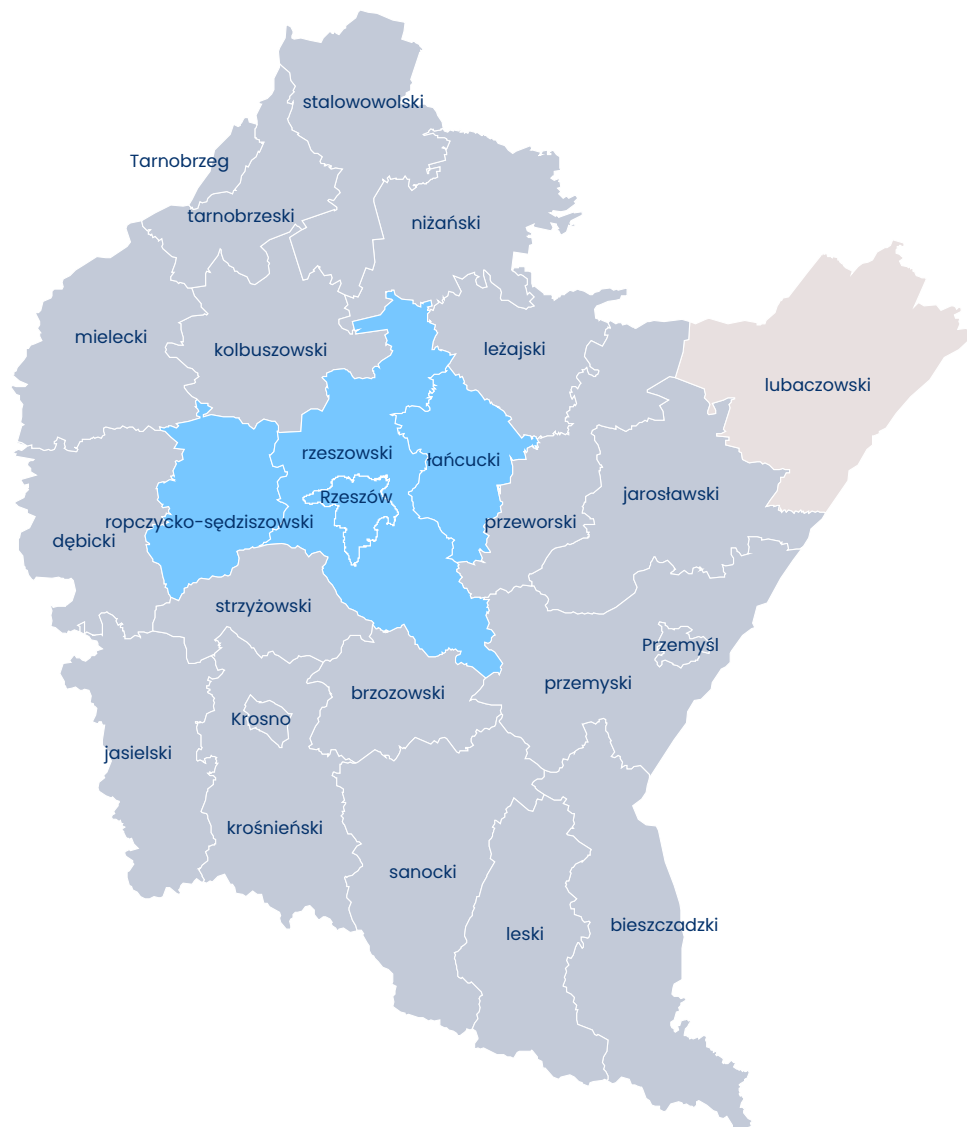 stalowowolski
Tarnobrzeg
tarnobrzeski
niżański
mielecki
kolbuszowski
leżajski
lubaczowski
rzeszowski
łańcucki
Rzeszów
jarosławski
ropczycko-sędziszowski
przeworski
dębicki
strzyżowski
Przemyśl
przemyski
brzozowski
Krosno
jasielski
krośnieński
sanocki
bieszczadzki
leski